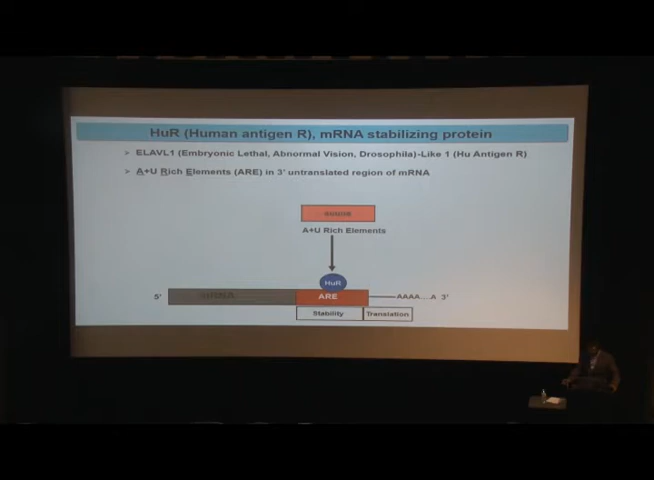 HuR (Human antigen R), mRNA stabilizing protein
➢ ELAVL1 (Embryonic Lethal, Abnormal Vision, Drosophila)-Like 1 (Hu Antigen R)
➢ A+U Rich Elements (ARE) in 3' untranslated region of mRNA
A+U Rich Elements
HuR
5' mRNA ARE AAAA....A 3'
Stability Translation